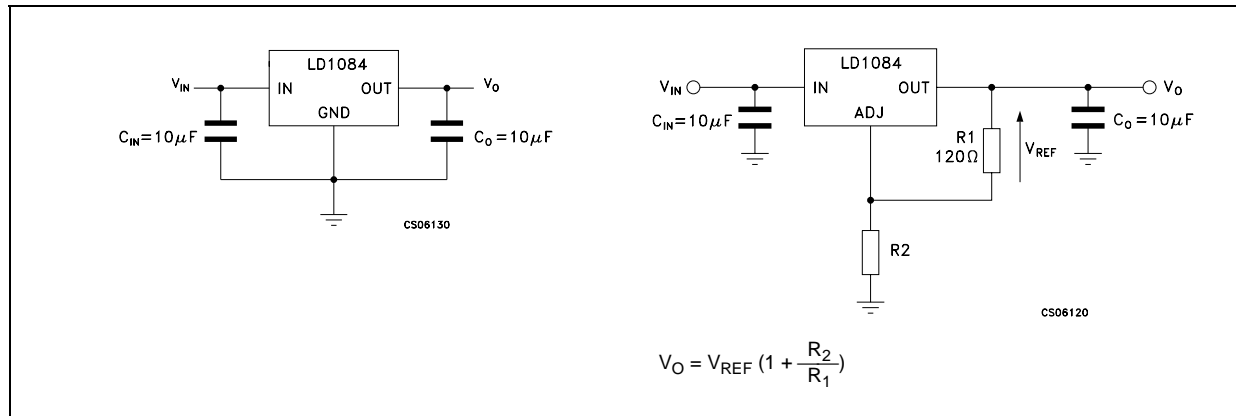 LD1084
V_IN IN OUT V_O
GND
C_IN=10μF C_O=10μF
CS06130
LD1084
V_IN IN OUT V_O
ADJ
C_IN=10μF R1 120Ω V_REF C_O=10μF
R2
CS06120
V_O = V_REF (1 + R_2/R_1)